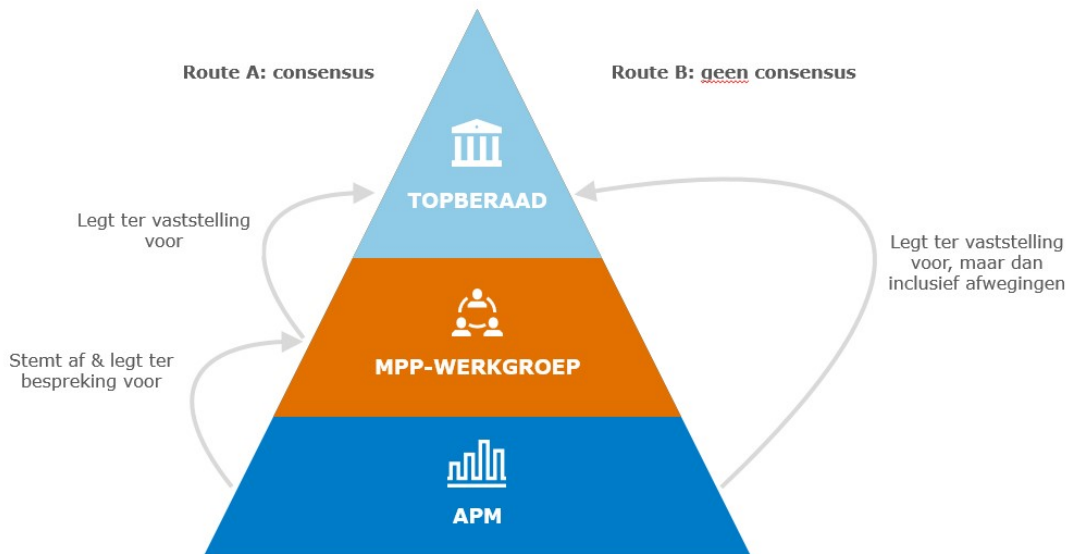 Route A: consensus
Route B: geen consensus
TOPBERAAD
Legt ter vaststelling
voor
Legt ter vaststelling
voor, maar dan
inclusief afwegingen
MPP-WERKGROEP
Stemt af & legt ter
bespreking voor
APM